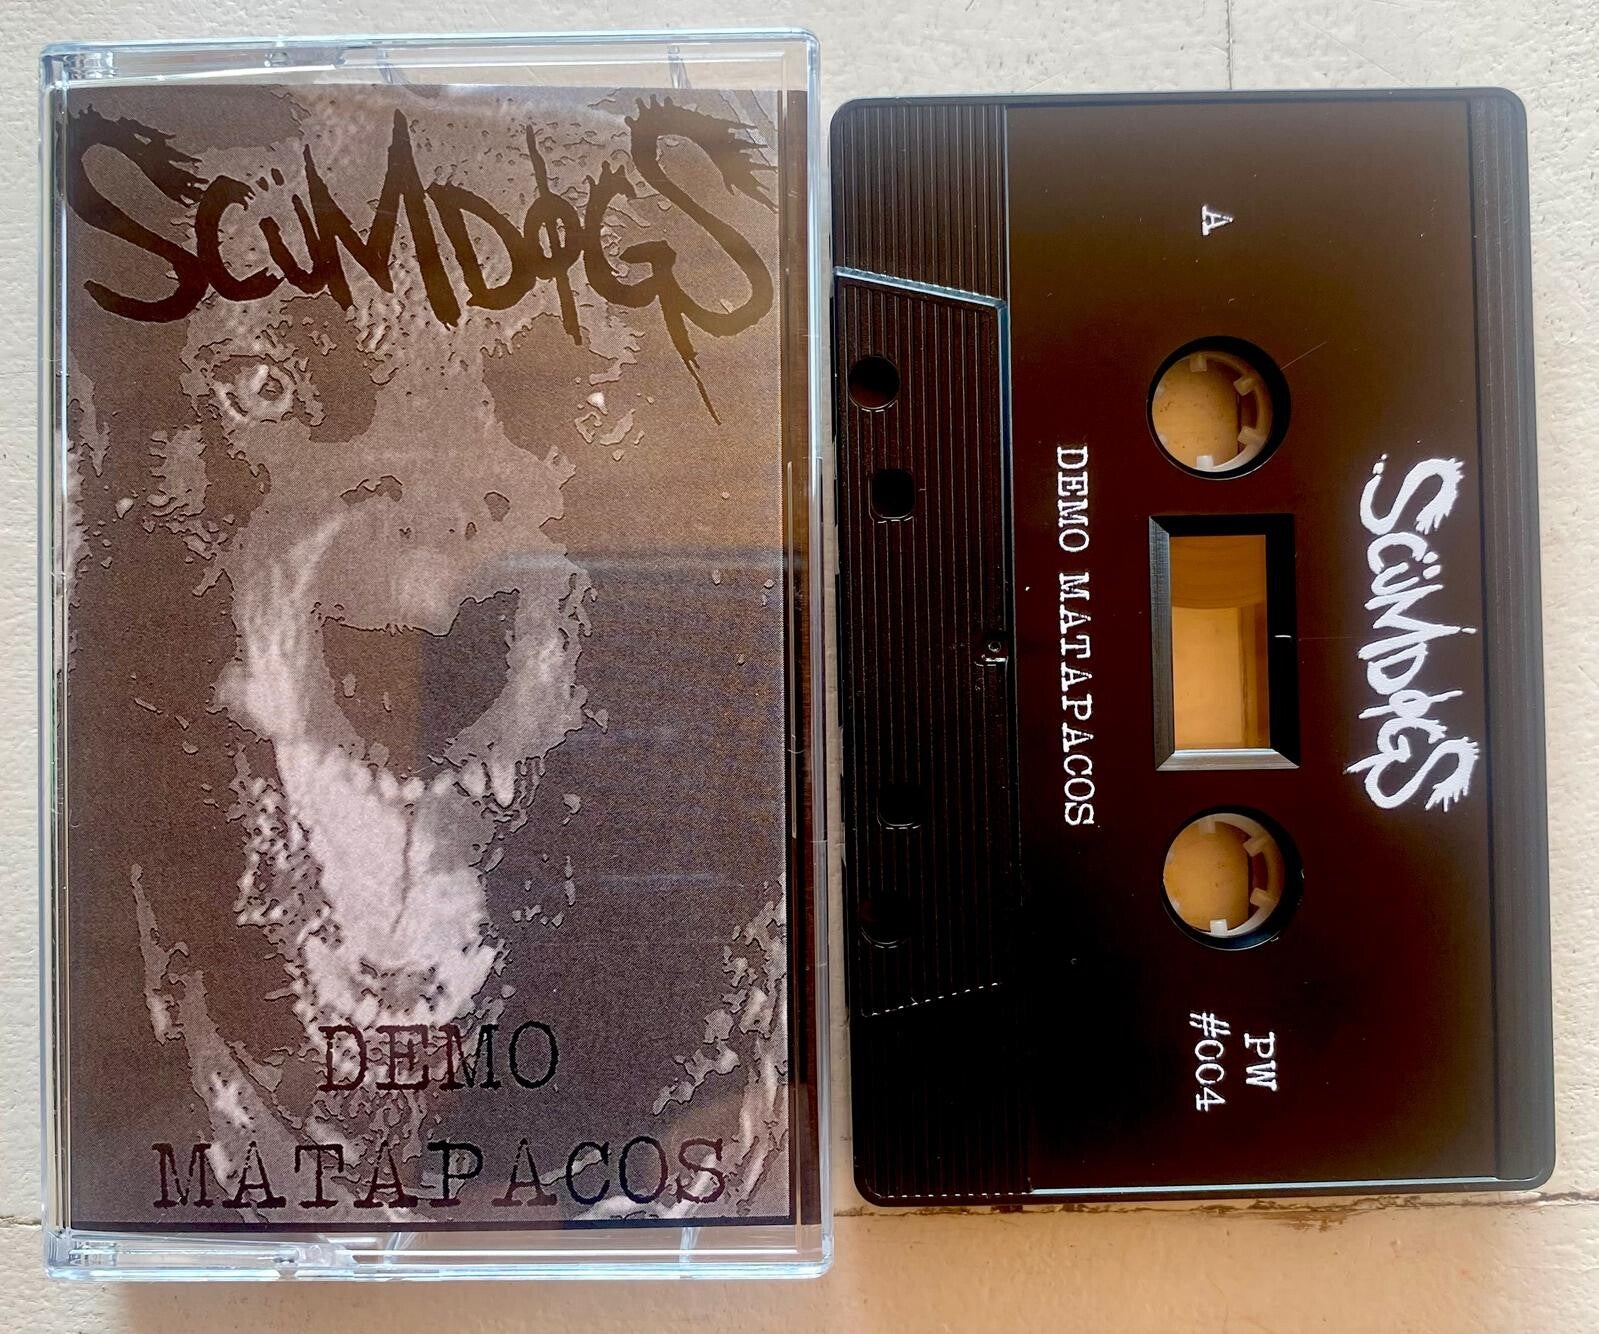 SCÜMDOGS
DEMO
MATAPACOS
A
SCÜMDOGS
DEMO MATAPACOS
PW
#004